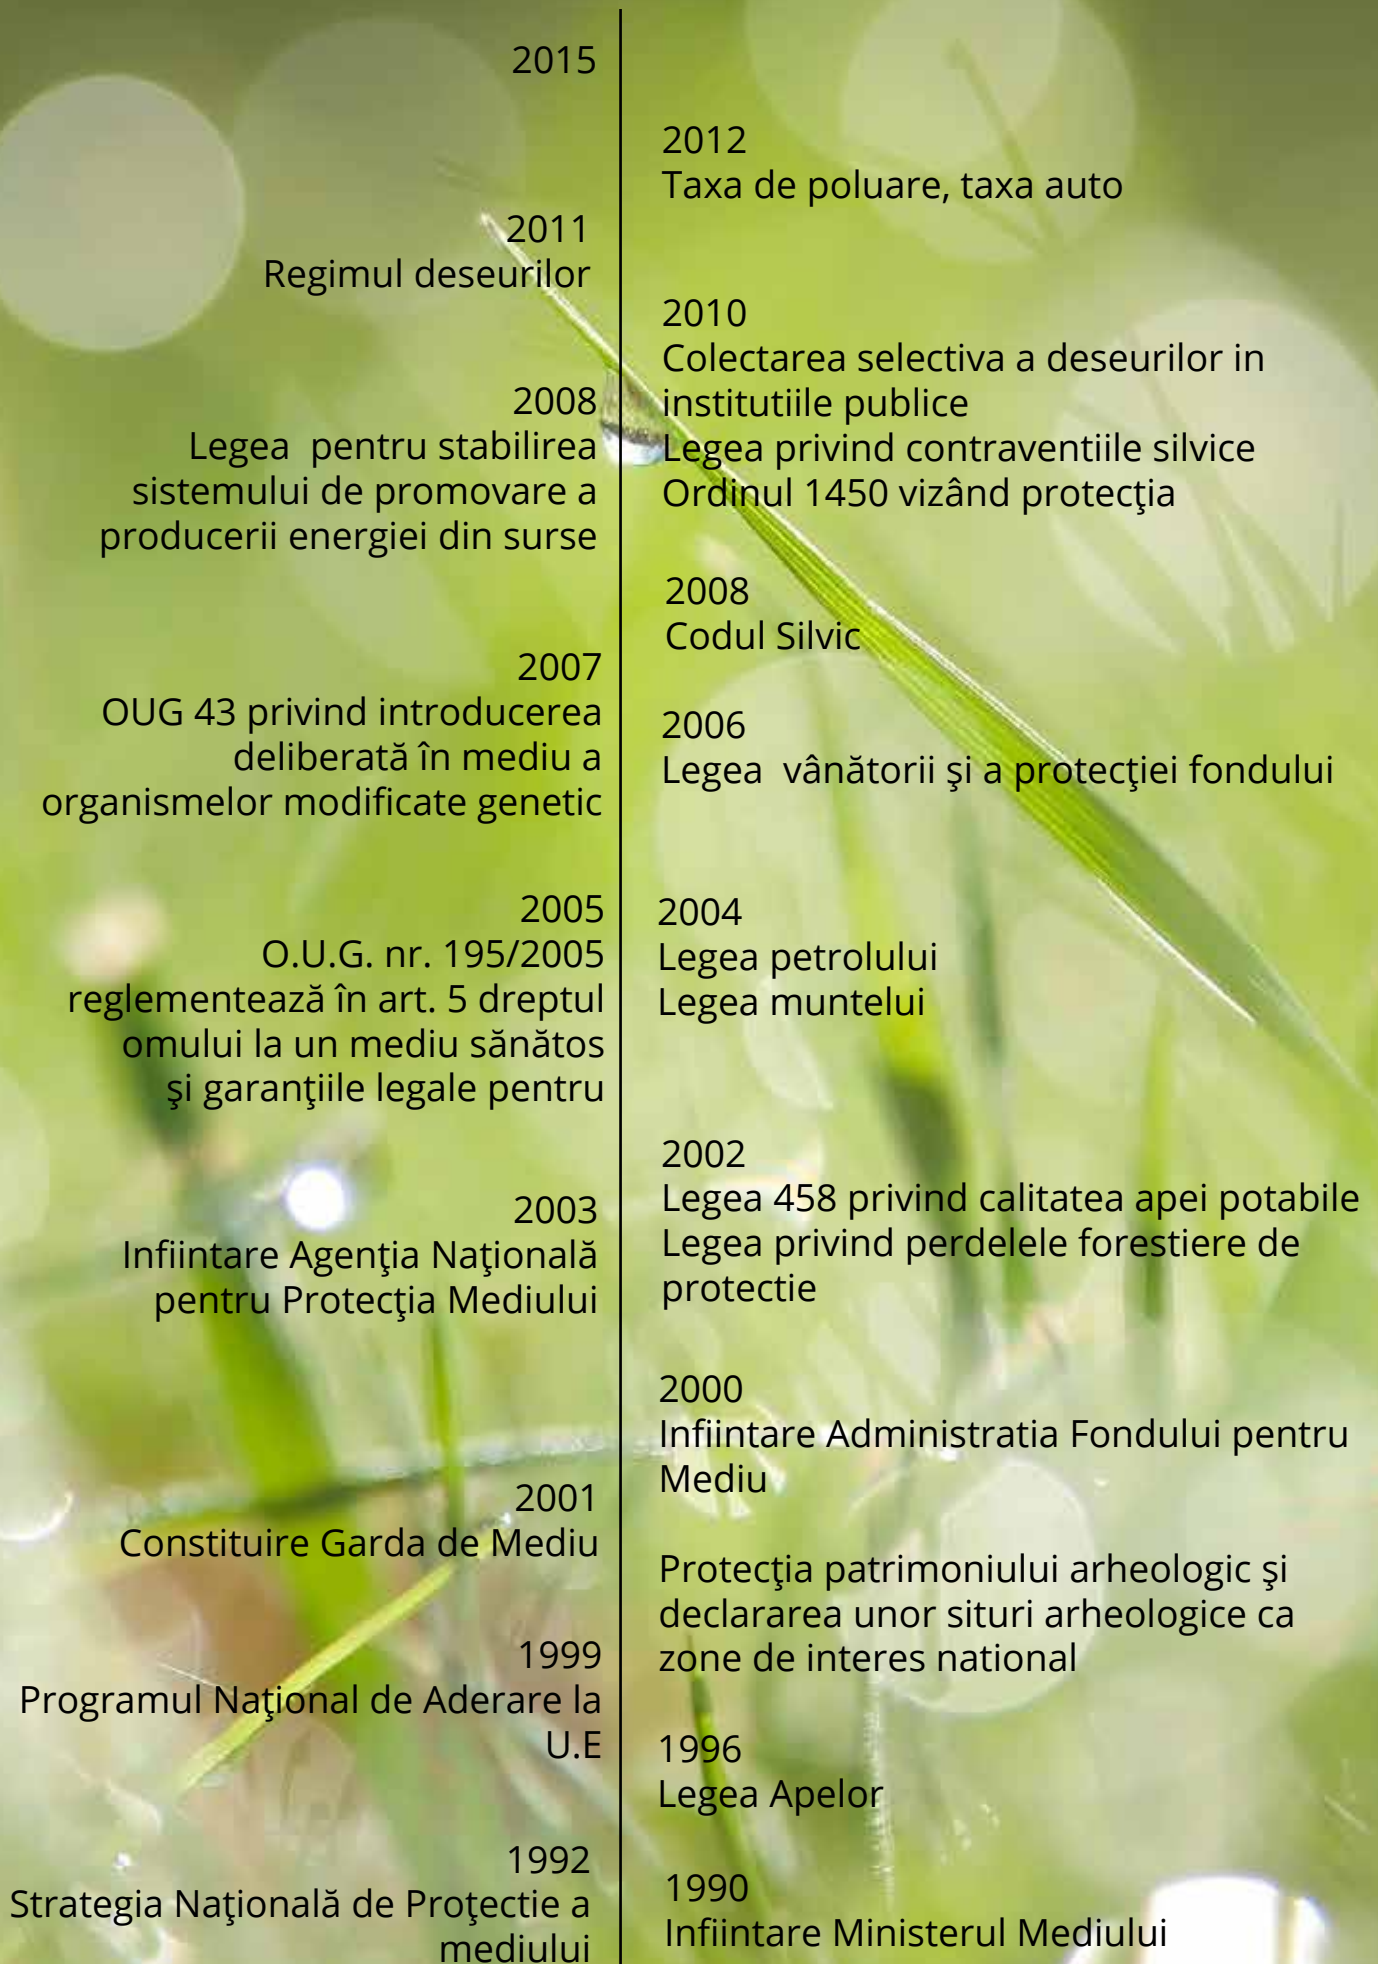 2015
2012
Taxa de poluare, taxa auto
2011
Regimul deseurilor
2010
Colectarea selectiva a deseurilor in
institutiile publice
Legea privind contraventiile silvice
Ordinul 1450 vizând protecţia
2008
Legea pentru stabilirea
sistemului de promovare a
producerii energiei din surse
2008
Codul Silvic
2007
OUG 43 privind introducerea
deliberată în mediu a
organismelor modificate genetic
2006
Legea vânătorii şi a protecţiei fondului
2005
O.U.G. nr. 195/2005
reglementează în art. 5 dreptul
omului la un mediu sănătos
şi garanţiile legale pentru
2004
Legea petrolului
Legea muntelui
2003
Infiintare Agenţia Naţională
pentru Protecţia Mediului
2002
Legea 458 privind calitatea apei potabile
Legea privind perdelele forestiere de
protectie
2001
Constituire Garda de Mediu
2000
Infiintare Administratia Fondului pentru
Mediu
Protecţia patrimoniului arheologic şi
declararea unor situri arheologice ca
zone de interes national
1999
Programul Naţional de Aderare la
U.E
1996
Legea Apelor
1992
Strategia Naţională de Proţectie a
mediului
1990
Infiintare Ministerul Mediului